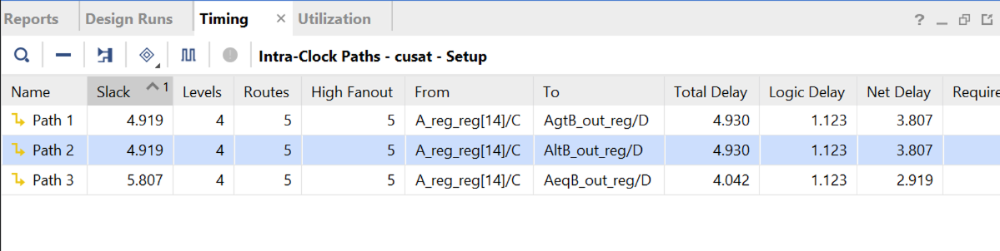 Reports Design Runs Timing × Utilization ? _
Intra-Clock Paths - cusat - Setup
Name Slack 1 Levels Routes High Fanout From To Total Delay Logic Delay Net Delay Require
Path 1 4.919 4 5 5 A_reg_reg[14]/C AgtB_out_reg/D 4.930 1.123 3.807
Path 2 4.919 4 5 5 A_reg_reg[14]/C AltB_out_reg/D 4.930 1.123 3.807
Path 3 5.807 4 5 5 A_reg_reg[14]/C AeqB_out_reg/D 4.042 1.123 2.919